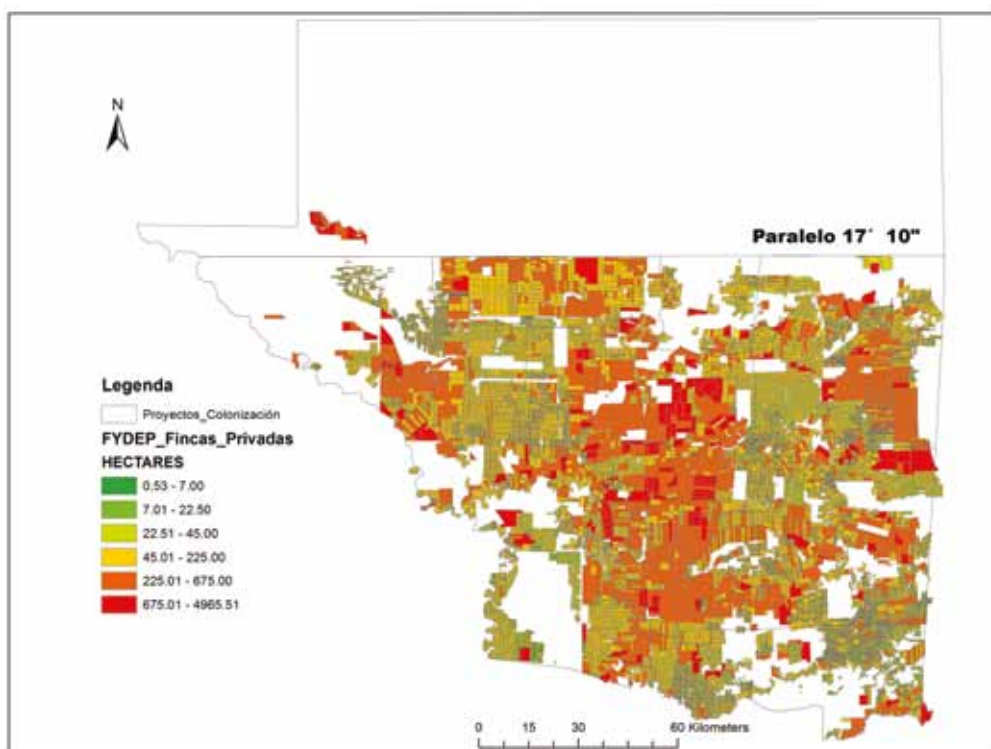 N
Paralelo 17° 10"
Legenda
Proyectos_Colonización
FYDEP_Fincas_Privadas
HECTARES
0.53 - 7.00
7.01 - 22.50
22.51 - 45.00
45.01 - 225.00
225.01 - 675.00
675.01 - 4965.51
0 15 30 60 Kilometers